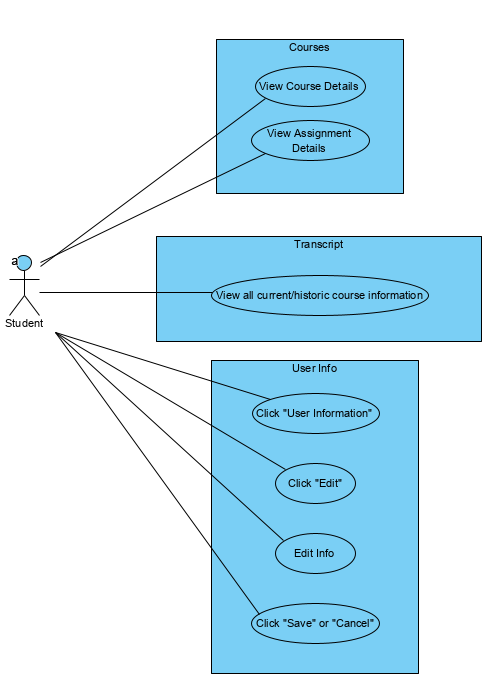 Courses
View Course Details
View Assignment
Details
a
Transcript
View all current/historic course information
Student
User Info
Click "User Information"
Click "Edit"
Edit Info
Click "Save" or "Cancel"